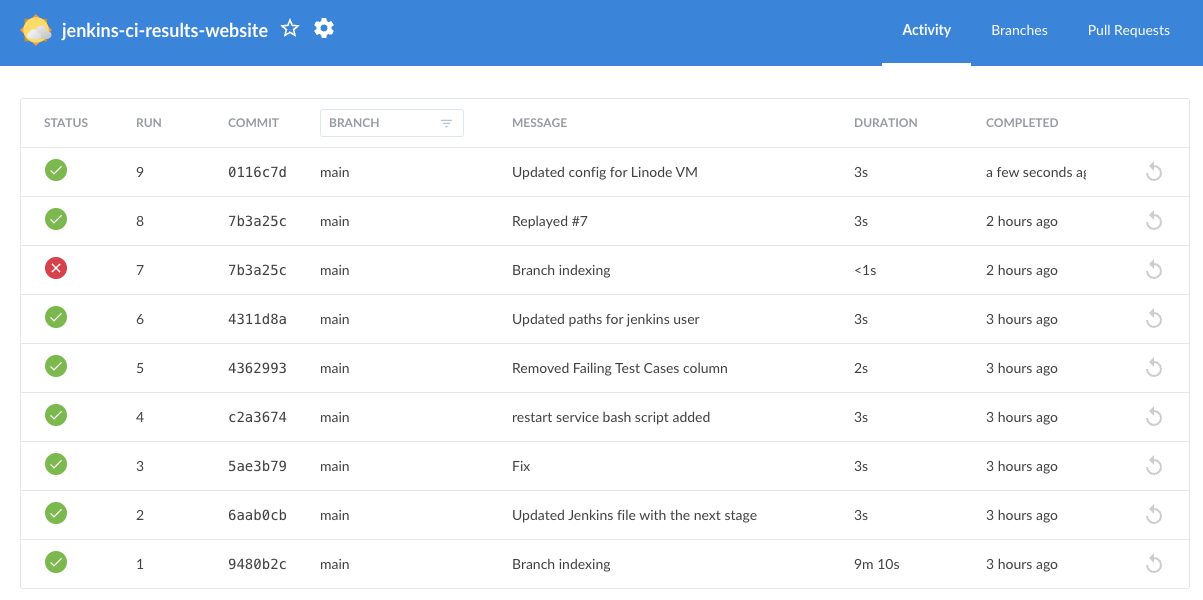 jenkins-ci-results-website Activity Branches Pull Requests
STATUS RUN COMMIT BRANCH MESSAGE DURATION COMPLETED
9 0116c7d main Updated config for Linode VM 3s a few seconds ag
8 7b3a25c main Replayed #7 3s 2 hours ago
7 7b3a25c main Branch indexing <1s 2 hours ago
6 4311d8a main Updated paths for jenkins user 3s 3 hours ago
5 4362993 main Removed Failing Test Cases column 2s 3 hours ago
4 c2a3674 main restart service bash script added 3s 3 hours ago
3 5ae3b79 main Fix 3s 3 hours ago
2 6aab0cb main Updated Jenkins file with the next stage 3s 3 hours ago
1 9480b2c main Branch indexing 9m 10s 3 hours ago